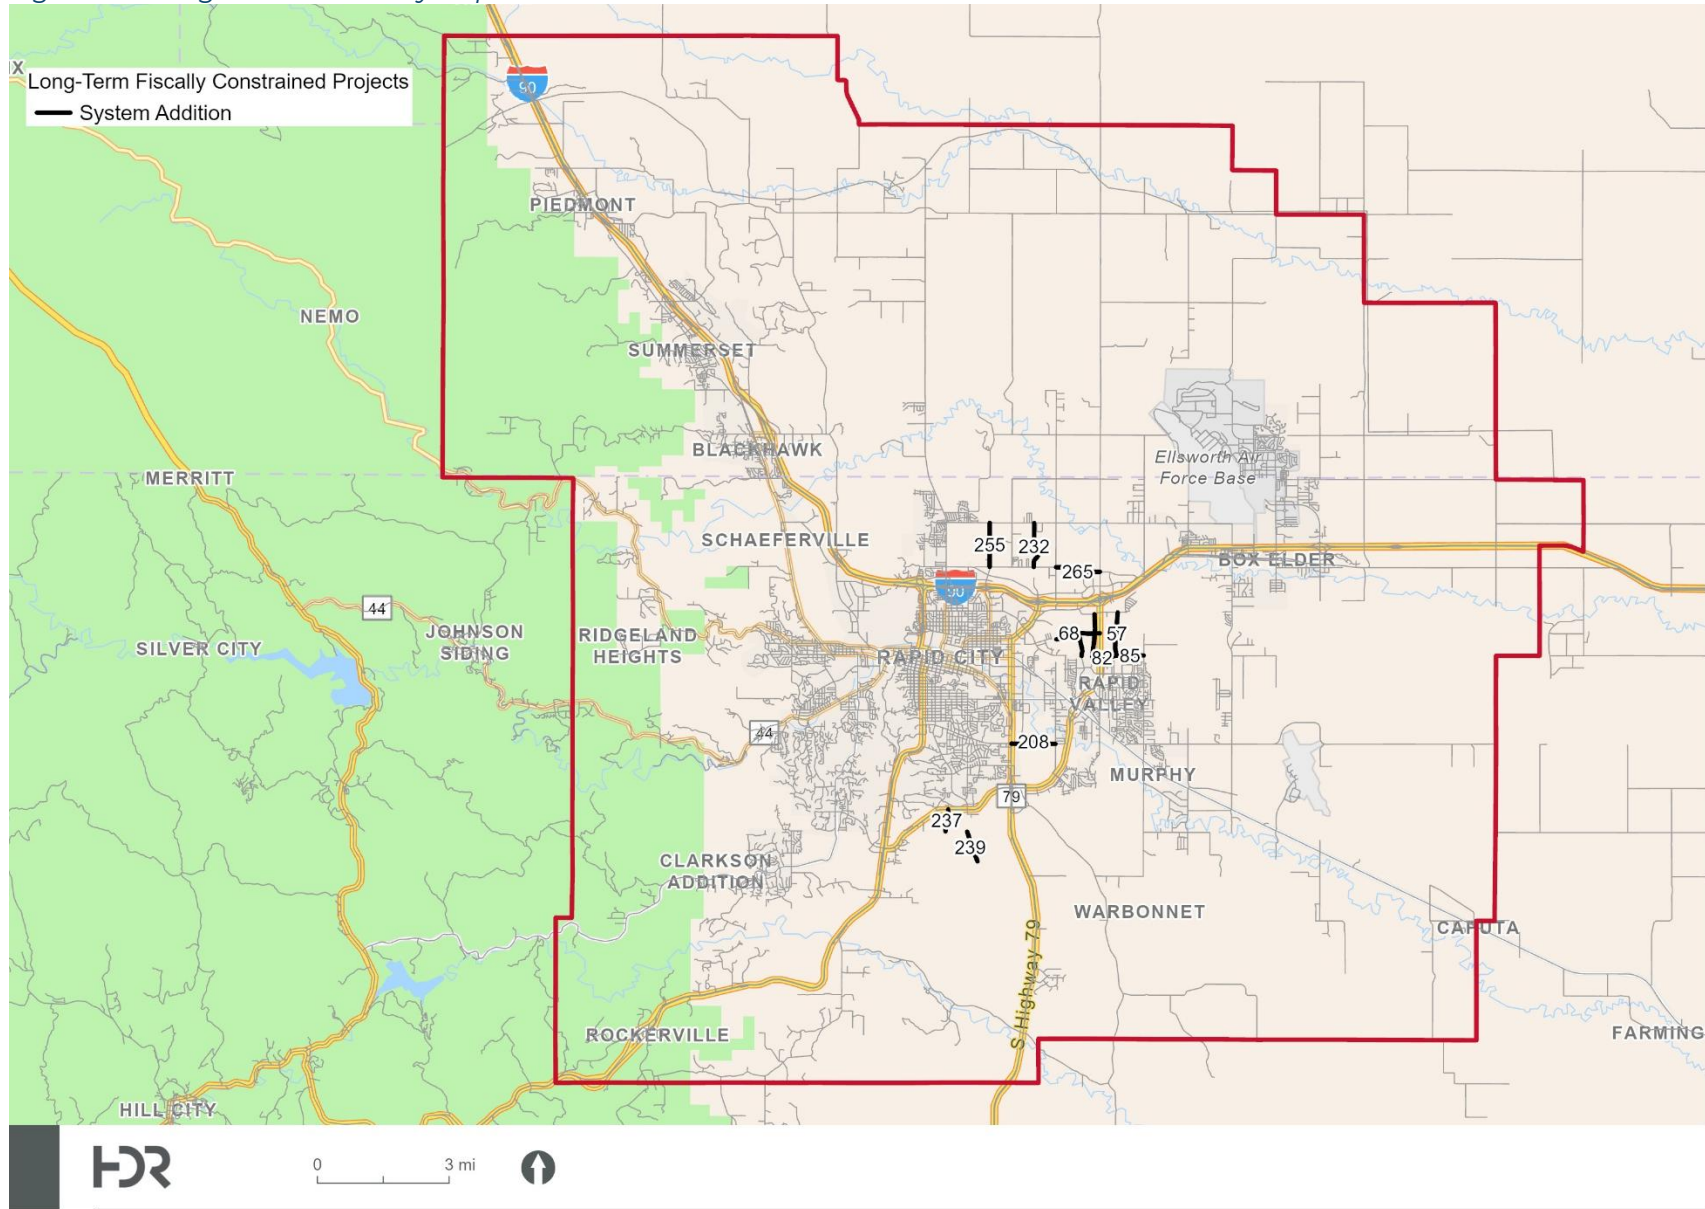 Long-Term Fiscally Constrained Projects
System Addition
90
PIEDMONT
NEMO
SUMMERSET
BLACKHAWK
MERRITT
Ellsworth Air
Force Base
SCHAEFERVILLE
255
232
265
BOX ELDER
90
44
JOHNSON
SIDING
RIDGELAND
HEIGHTS
SILVER CITY
RAPID CITY
68
57
82
85
RAPID
VALLEY
44
208
MURPHY
79
237
239
CLARKSON
ADDITION
WARBONNET
CAPUTA
S Highway 79
ROCKERVILLE
FARMING
HILL CITY
HDR
0
3 mi